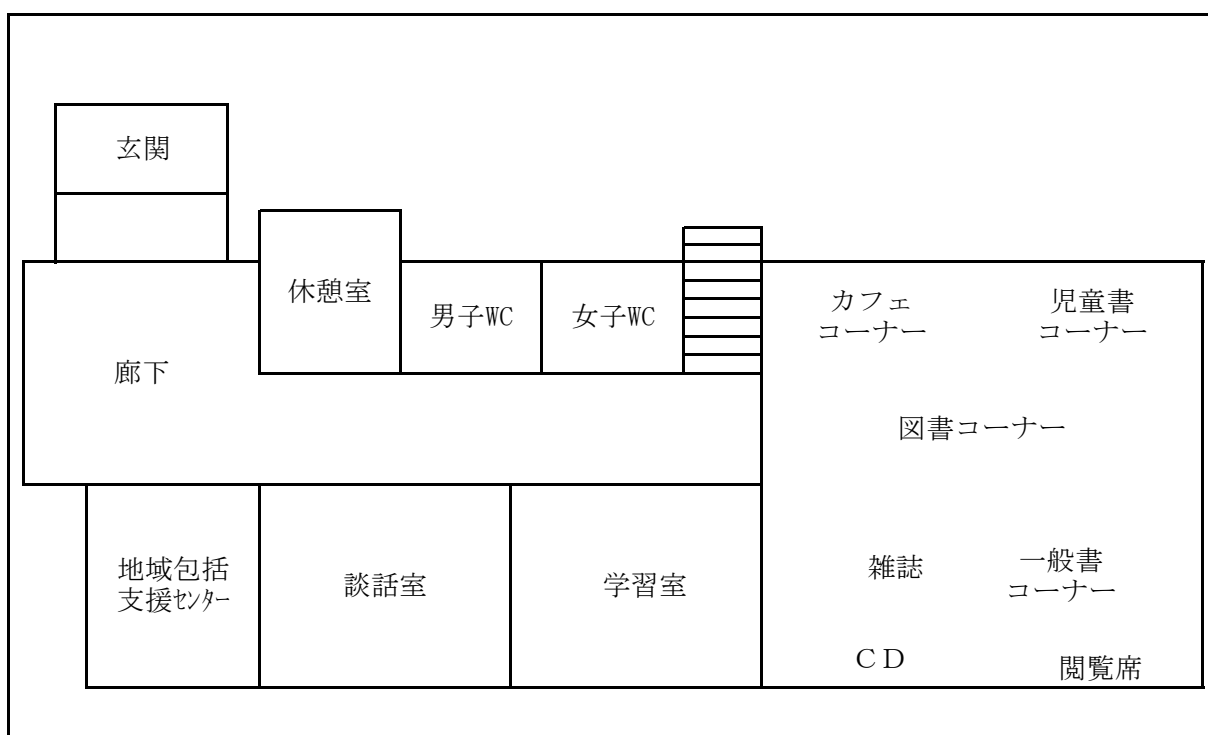 玄関
休憩室
男子WC
女子WC
カフェ
コーナー
児童書
コーナー
廊下
図書コーナー
地域包括
支援ｾﾝﾀｰ
談話室
学習室
雑誌
一般書
コーナー
ＣＤ
閲覧席